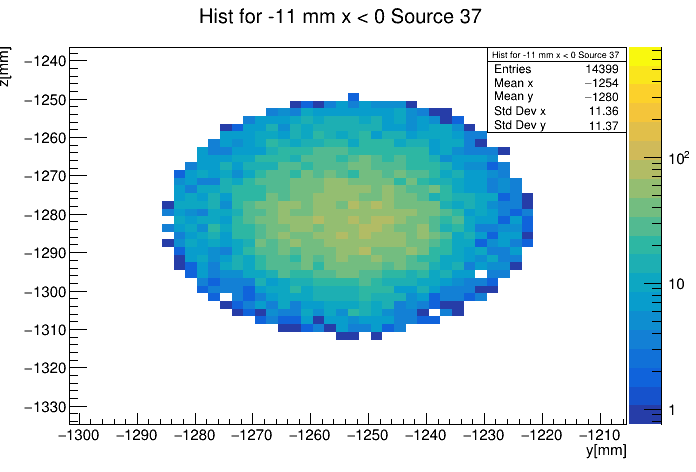 Hist for -11 mm x < 0 Source 37
z[mm]
Hist for -11 mm x < 0 Source 37
Entries 14399
Mean x −1254
Mean y −1280
Std Dev x 11.36
Std Dev y 11.37
−1240
−1250
−1260
−1270
−1280
−1290
−1300
−1310
−1320
−1330
10²
10
1
−1300 −1290 −1280 −1270 −1260 −1250 −1240 −1230 −1220 −1210
y[mm]